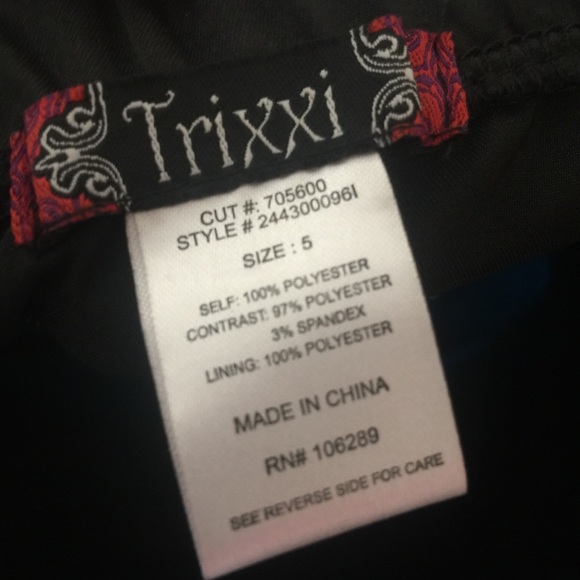 Trixxi
CUT #: 705600
STYLE # 244300096I
SIZE : 5
SELF: 100% POLYESTER
CONTRAST: 97% POLYESTER
3% SPANDEX
LINING: 100% POLYESTER
MADE IN CHINA
RN# 106289
SEE REVERSE SIDE FOR CARE